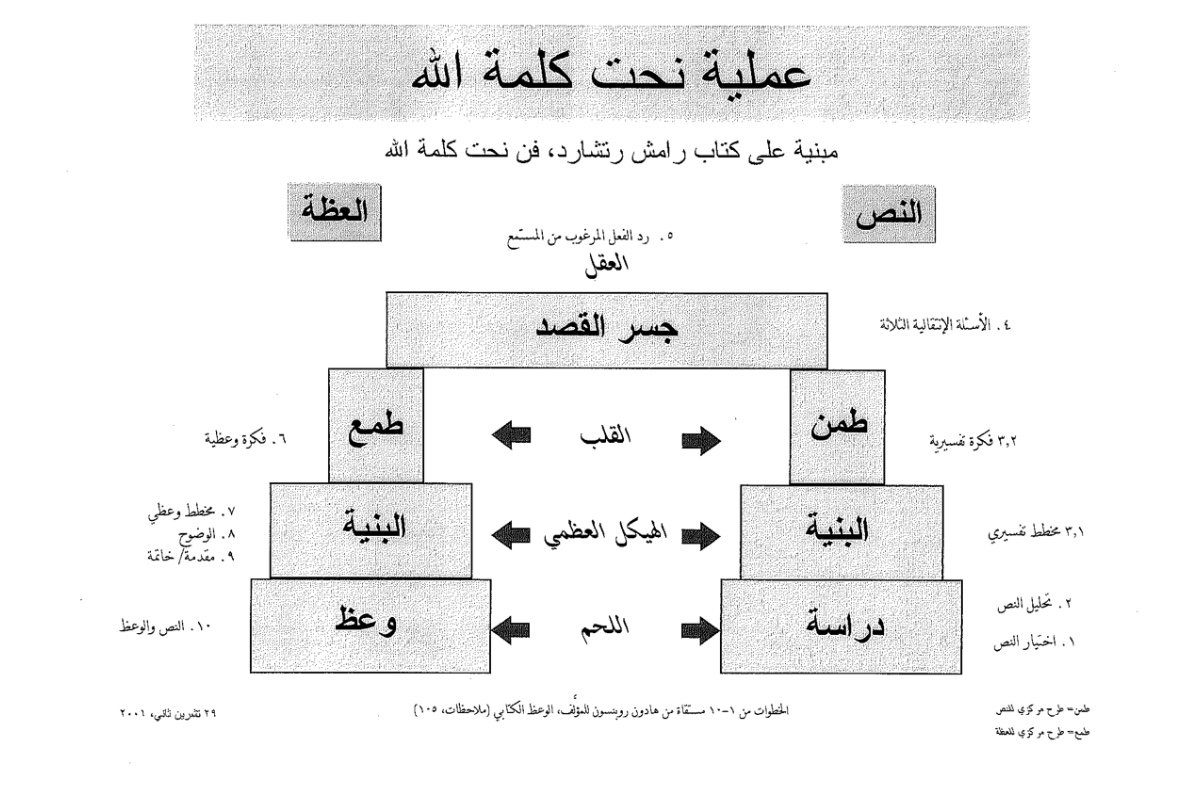 عملية نحت كلمة الله
مبنية على كتاب رامش رتشارد، فن نحت كلمة الله
النص
العظة
٥. رد الفعل المرغوب من المستمع
العقل
جسر القصد
٤. الأسئلة الإنتقالية الثلاثة
طمن
القلب
طمع
٣,٢ فكرة تفسيرية
٦. فكرة وعظية
البنية
الهيكل العظمي
البنية
٣,١ مخطط تفسيري
٧. مخطط وعظي
٨. الوضوح
٩. مقدمة/ خاتمة
دراسة
اللحم
وعظ
٢. تحليل النص
١. اختيار النص
١٠. النص والوعظ
طمن= طرح مركزي للنص
طمع= طرح مركزي للعظة
الخطوات من ١-١٠ مستقاة من هادون روبنسون للمؤلف، الوعظ الكتابي (ملاحظات، ١٠٥)
٢٩ تشرين ثاني، ٢٠٠١